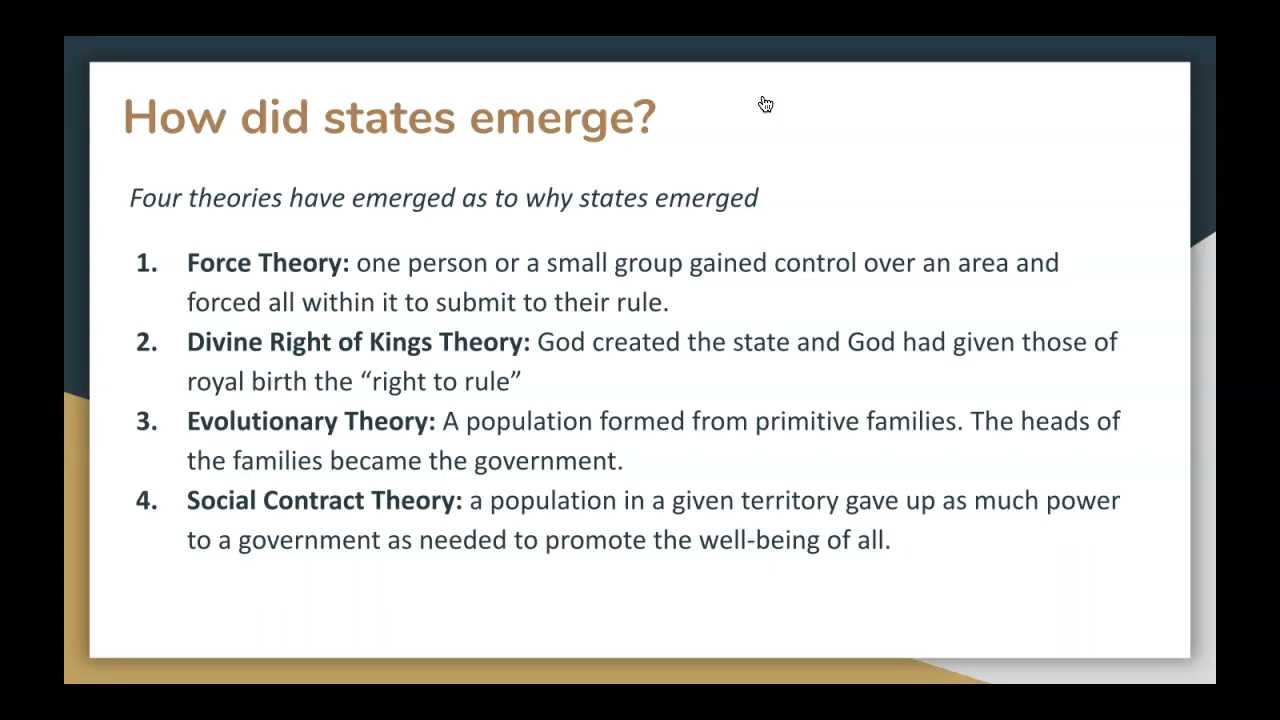 How did states emerge?
Four theories have emerged as to why states emerged
1. Force Theory: one person or a small group gained control over an area and
forced all within it to submit to their rule.
2. Divine Right of Kings Theory: God created the state and God had given those of
royal birth the “right to rule”
3. Evolutionary Theory: A population formed from primitive families. The heads of
the families became the government.
4. Social Contract Theory: a population in a given territory gave up as much power
to a government as needed to promote the well-being of all.